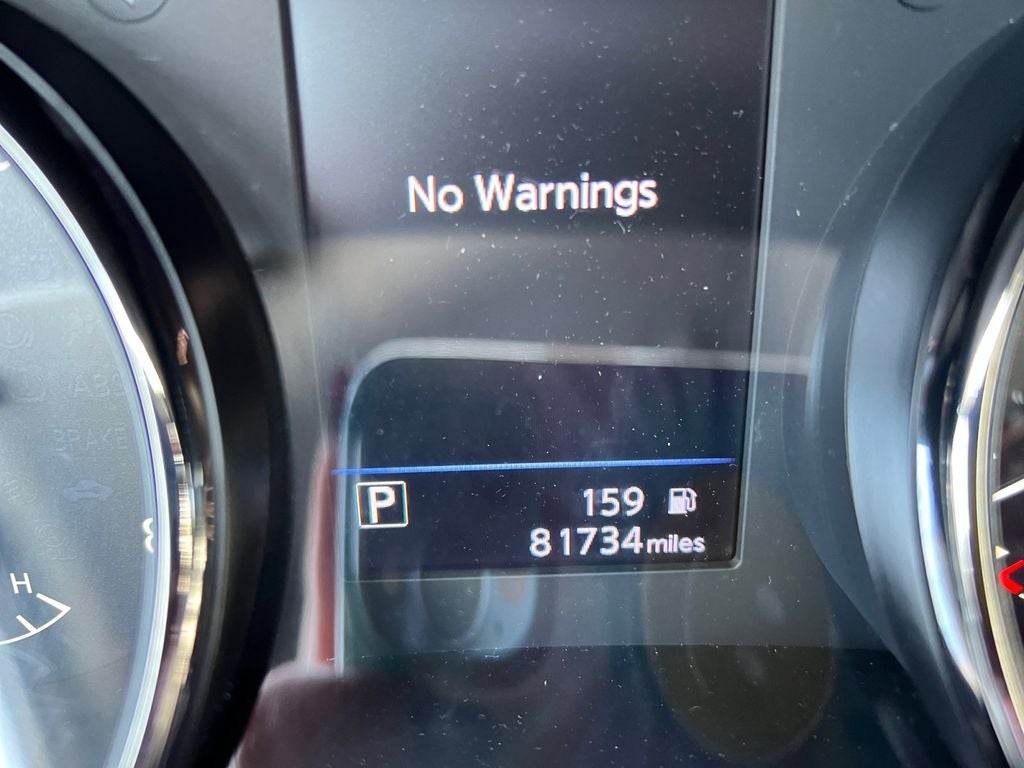 No Warnings
P 159
81734 miles
ABS
BRAKE
H